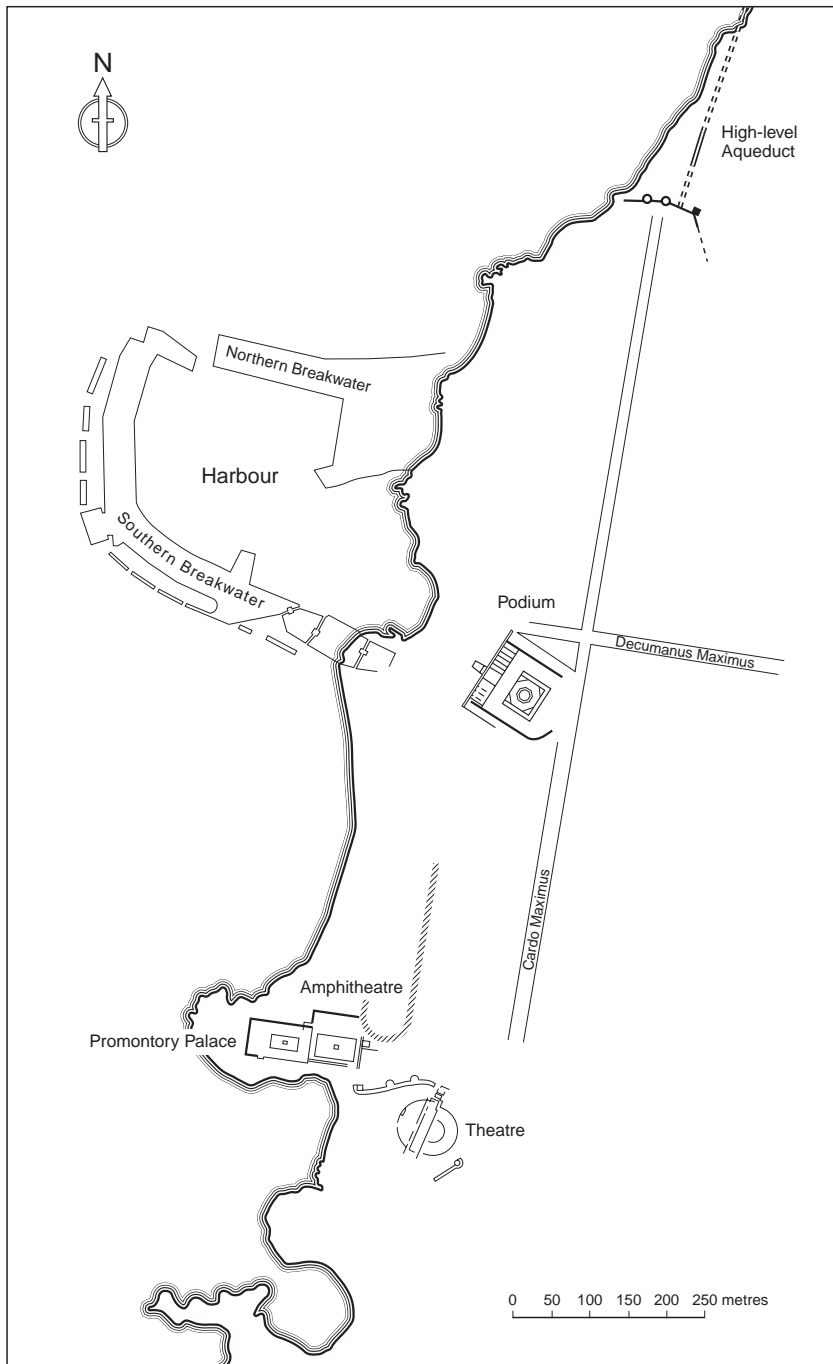 N
High-level
Aqueduct
Northern Breakwater
Harbour
Southern Breakwater
Podium
Decumanus Maximus
Cardo Maximus
Amphitheatre
Promontory Palace
Theatre
0 50 100 150 200 250 metres